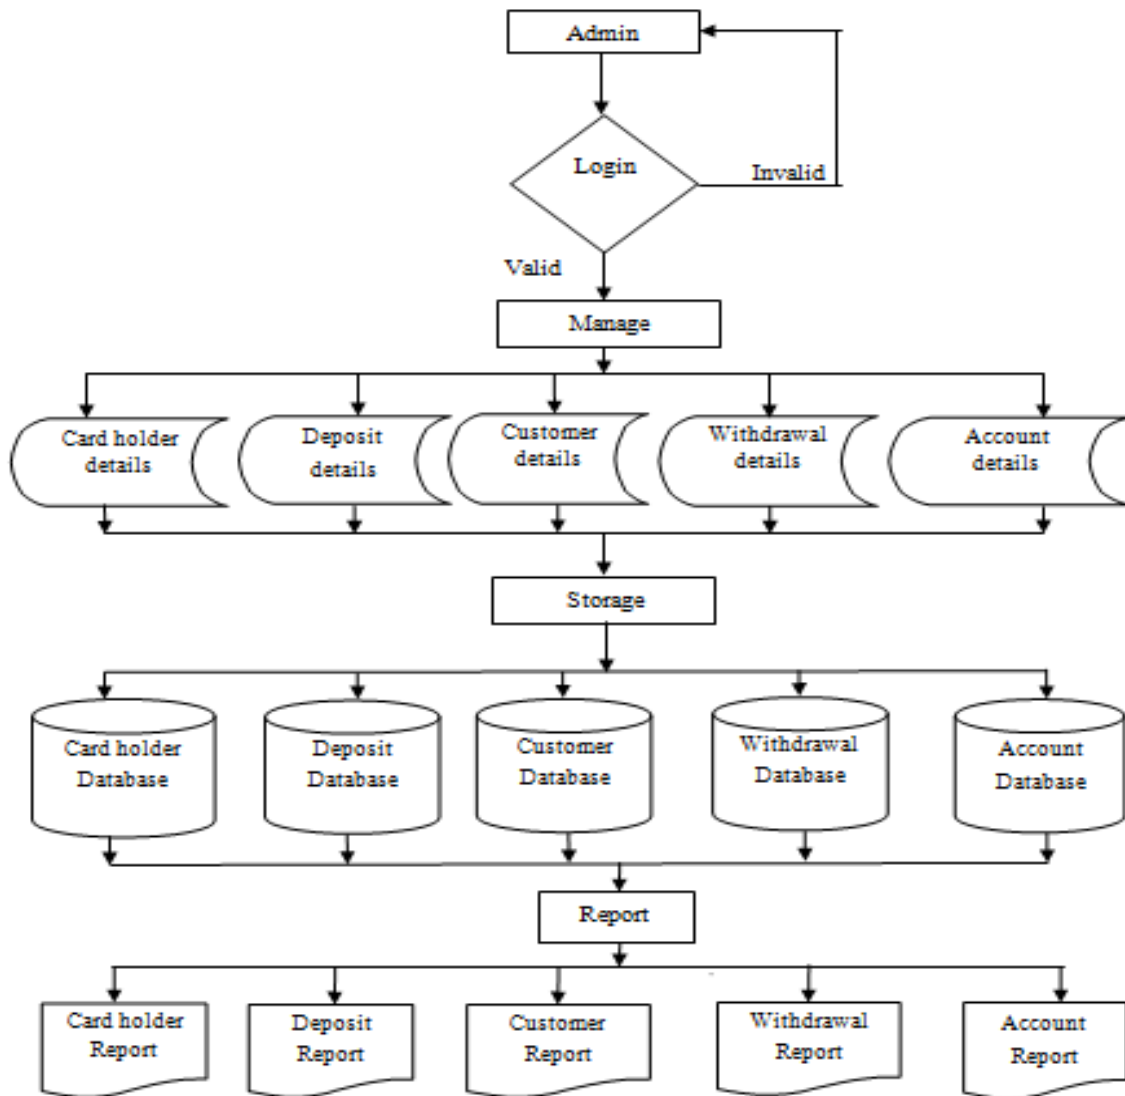 Admin
Login
Invalid
Valid
Manage
Card holder
details
Deposit
details
Customer
details
Withdrawal
details
Account
details
Storage
Card holder
Database
Deposit
Database
Customer
Database
Withdrawal
Database
Account
Database
Report
Card holder
Report
Deposit
Report
Customer
Report
Withdrawal
Report
Account
Report